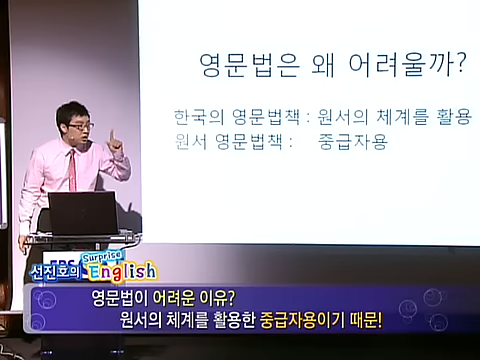 영문법은 왜 어려울까?
한국의 영문법책 : 원서의 체계를 활용
원서 영문법책 : 중급자용
EBS
선진호의 Surprise English
영문법이 어려운 이유?
원서의 체계를 활용한 중급자용이기 때문!